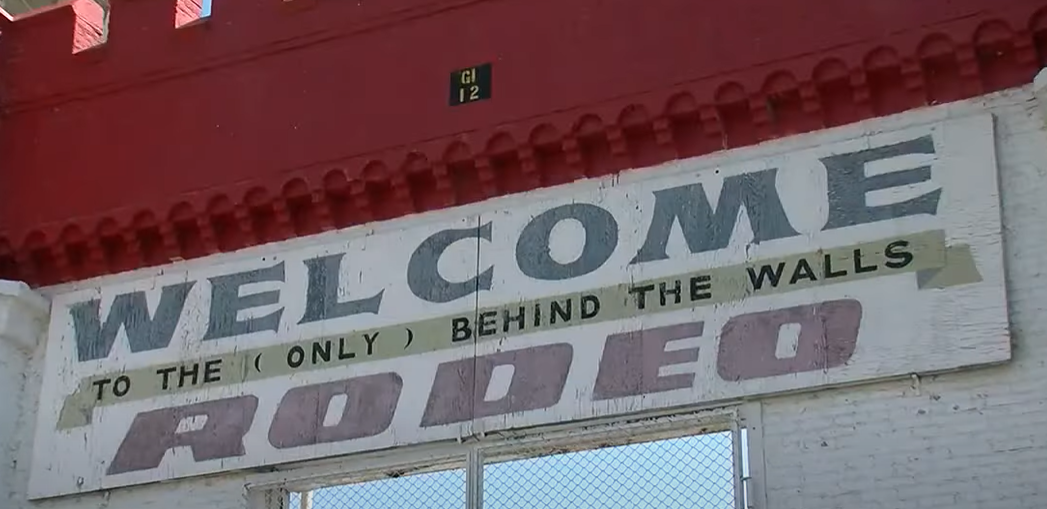 GI
12
WELCOME
TO THE (ONLY) BEHIND THE WALLS
RODEO